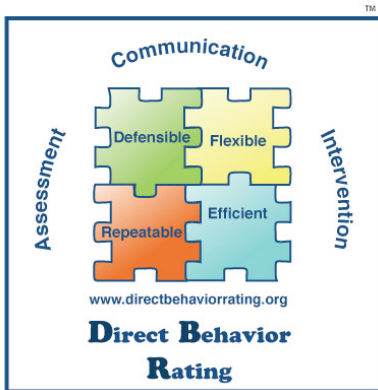 TM
Communication
Assessment
Intervention
Defensible
Flexible
Repeatable
Efficient
www.directbehaviorrating.org
Direct Behavior
Rating